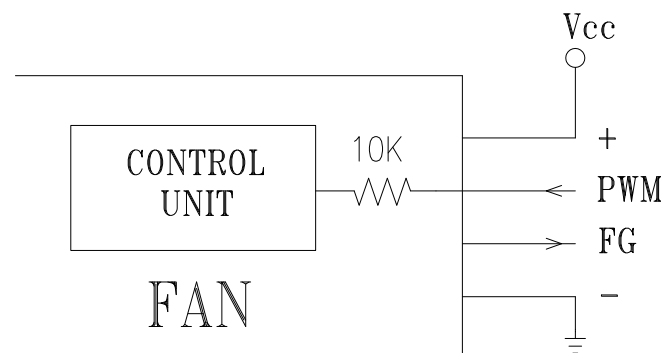 Vcc
+
10K
CONTROL
UNIT
PWM
FG
FAN
-